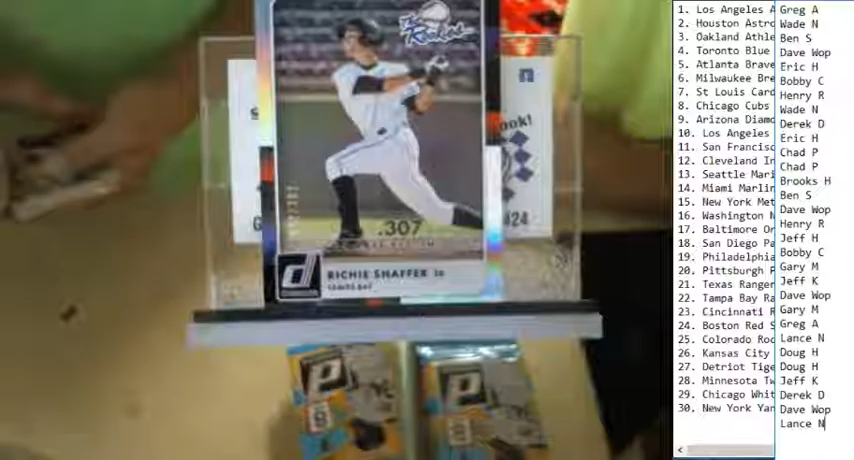 The
Rookies
ook!
424
.307
RICHIE SHAFFER 3B
TAMPA BAY
1. Los Angeles A
2. Houston Astro
3. Oakland Athle
4. Toronto Blue
5. Atlanta Brave
6. Milwaukee Bre
7. St Louis Card
8. Chicago Cubs
9. Arizona Diamo
10. Los Angeles
11. San Francisc
12. Cleveland In
13. Seattle Mari
14. Miami Marlin
15. New York Met
16. Washington N
17. Baltimore Or
18. San Diego Pa
19. Philadelphia
20. Pittsburgh P
21. Texas Ranger
22. Tampa Bay Ra
23. Cincinnati R
24. Boston Red S
25. Colorado Roc
26. Kansas City
27. Detriot Tige
28. Minnesota Tw
29. Chicago Whit
30. New York Yan
Greg A
Wade N
Ben S
Dave Wop
Eric H
Bobby C
Henry R
Wade N
Derek D
Eric H
Chad P
Chad P
Brooks H
Ben S
Dave Wop
Henry R
Jeff H
Bobby C
Gary M
Jeff K
Dave Wop
Gary M
Greg A
Lance N
Doug H
Doug H
Jeff K
Derek D
Dave Wop
Lance N